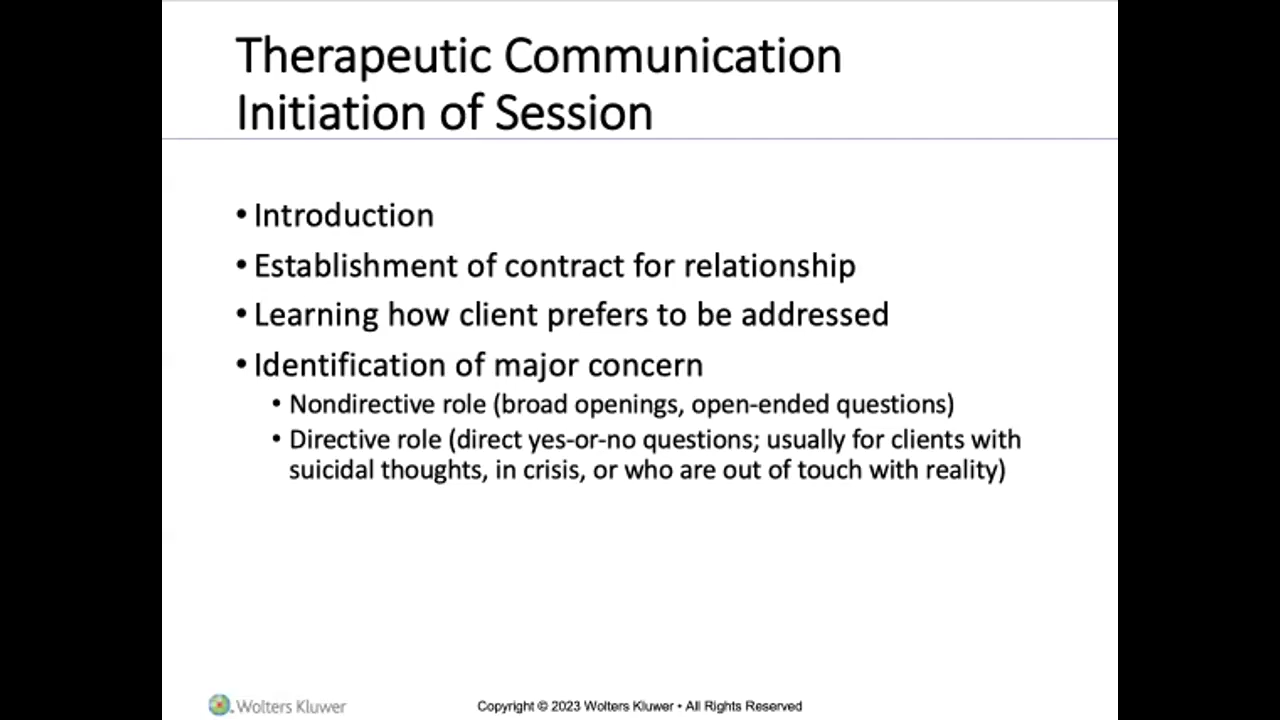 Therapeutic Communication
Initiation of Session
• Introduction
• Establishment of contract for relationship
• Learning how client prefers to be addressed
• Identification of major concern
• Nondirective role (broad openings, open-ended questions)
• Directive role (direct yes-or-no questions; usually for clients with
suicidal thoughts, in crisis, or who are out of touch with reality)
Wolters Kluwer
Copyright © 2023 Wolters Kluwer • All Rights Reserved